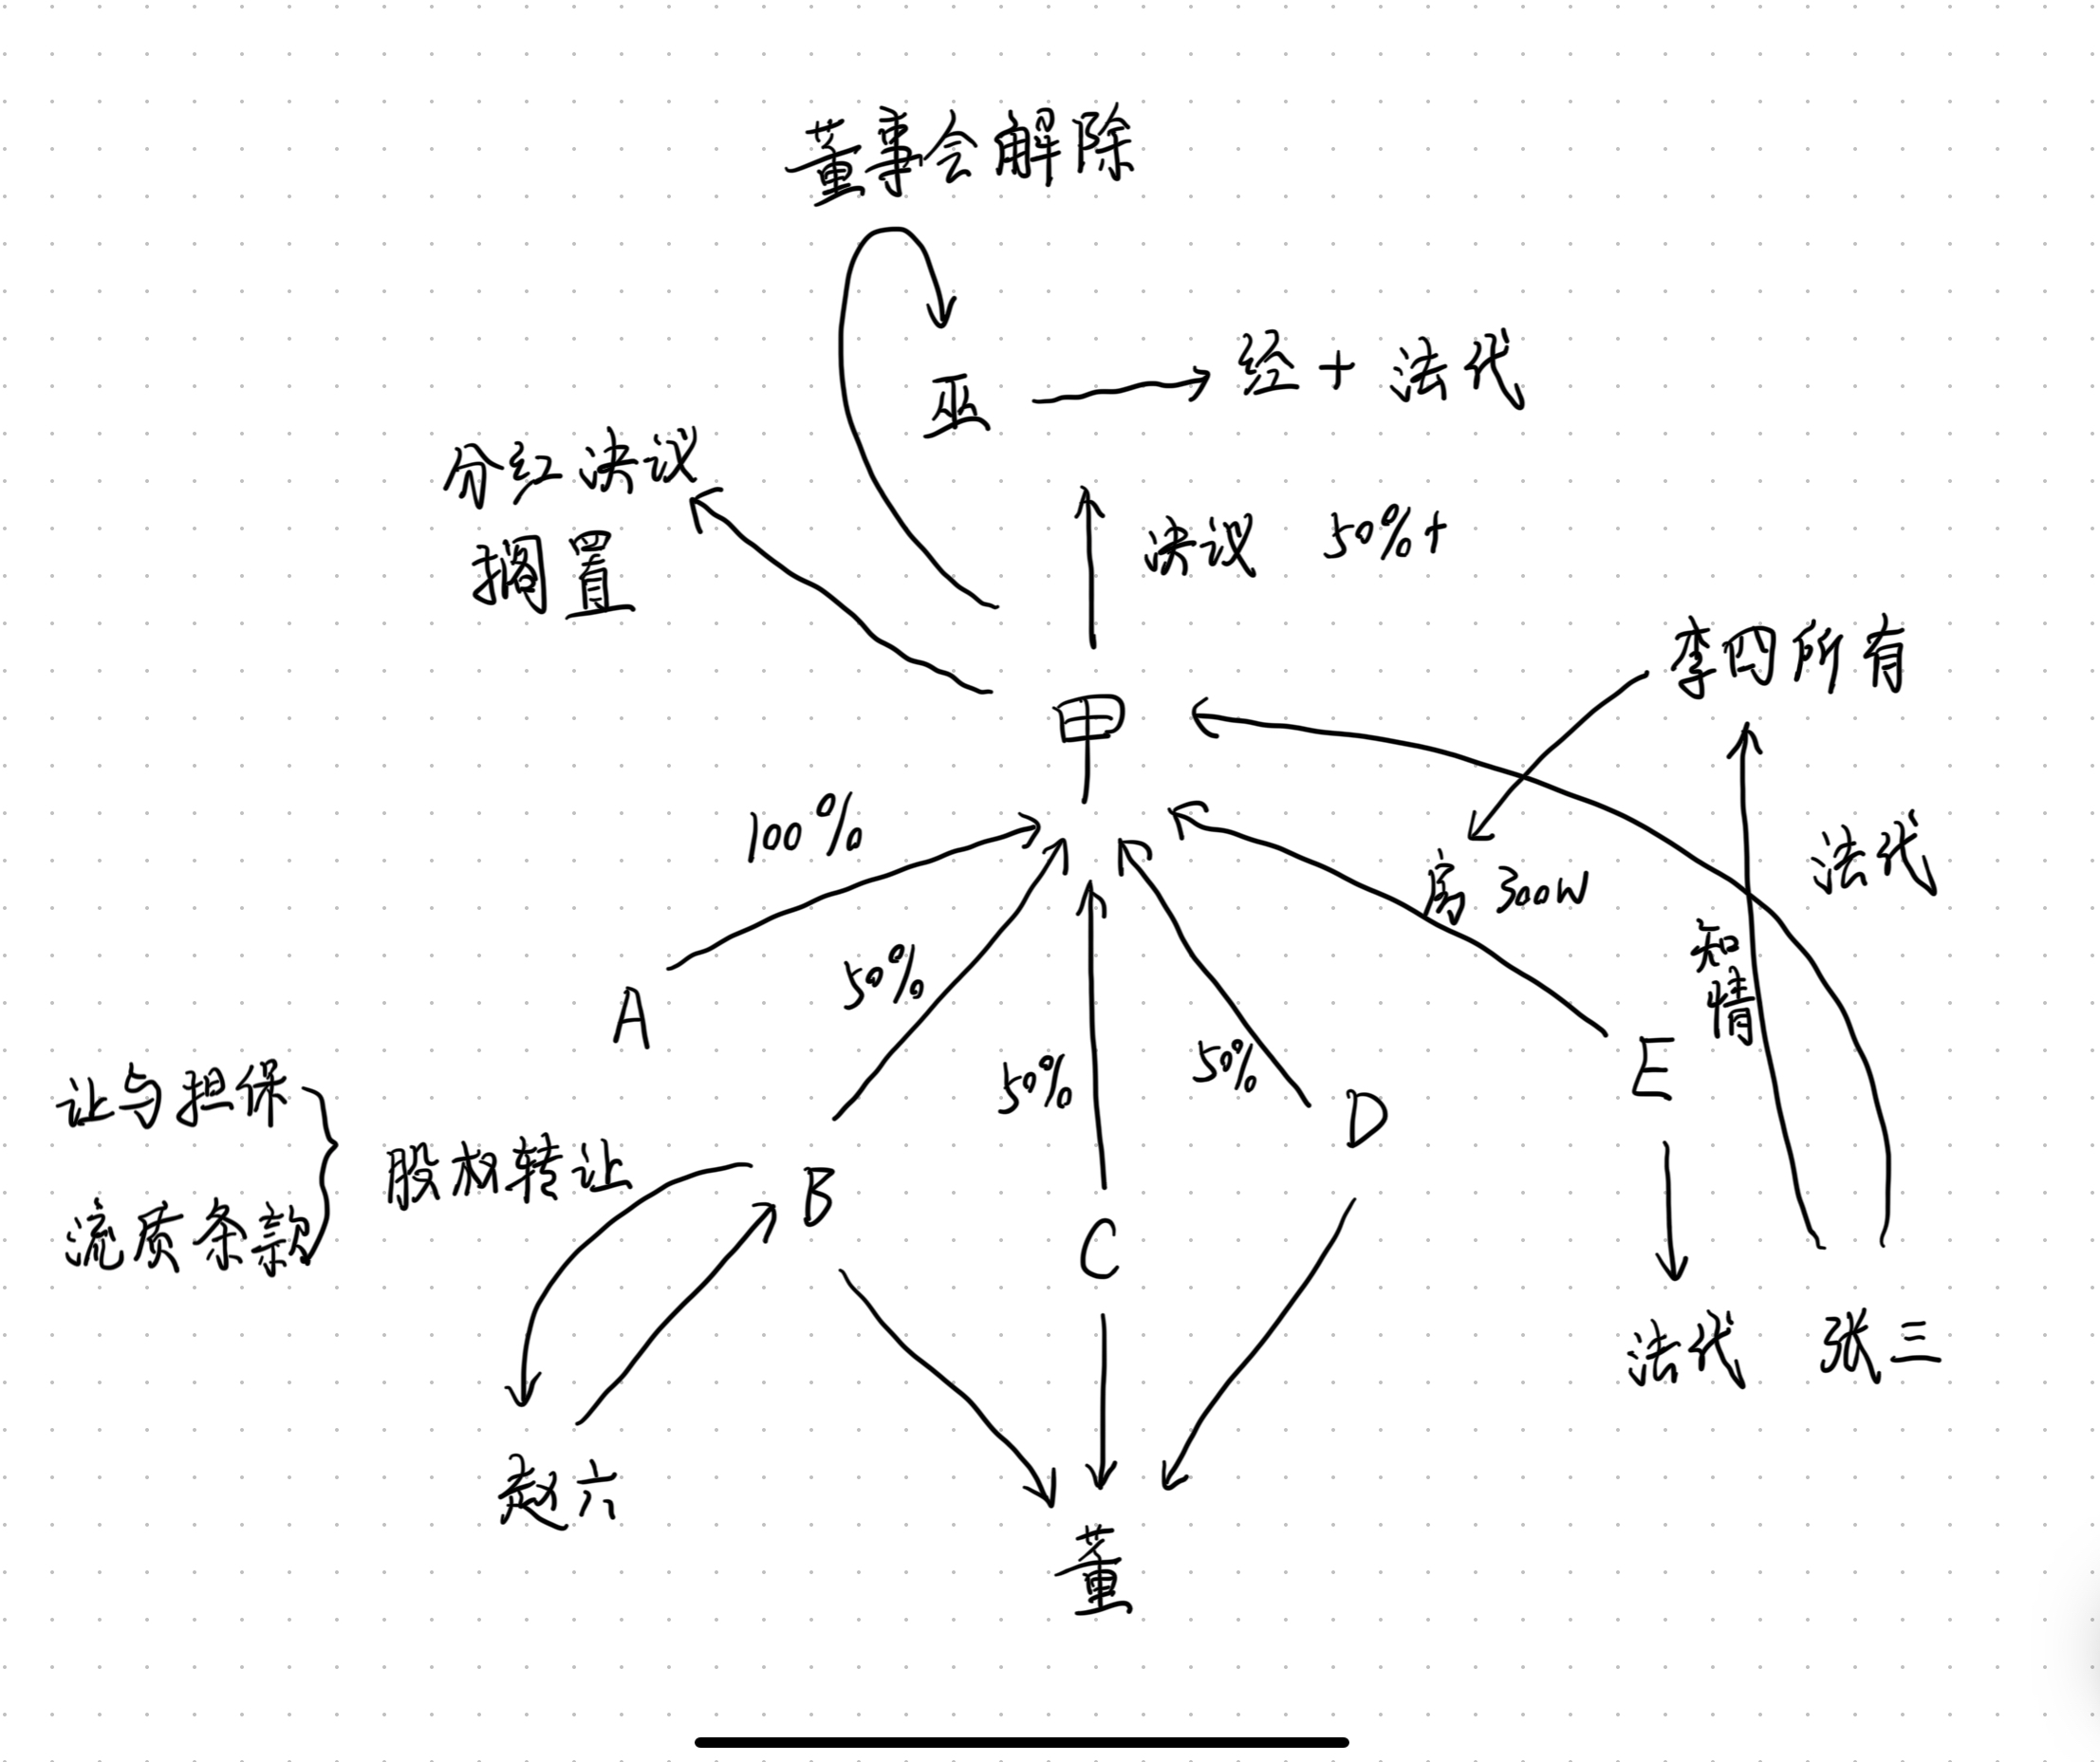 董事会解除
巫
经 + 法代
分红决议
搁置
决议 50%+
李四所有
甲
100%
房 300W
法代
知情
50%
A
50%
50%
E
D
让与担保
流质条款
股权转让
B
C
法代 张三
赵六
董